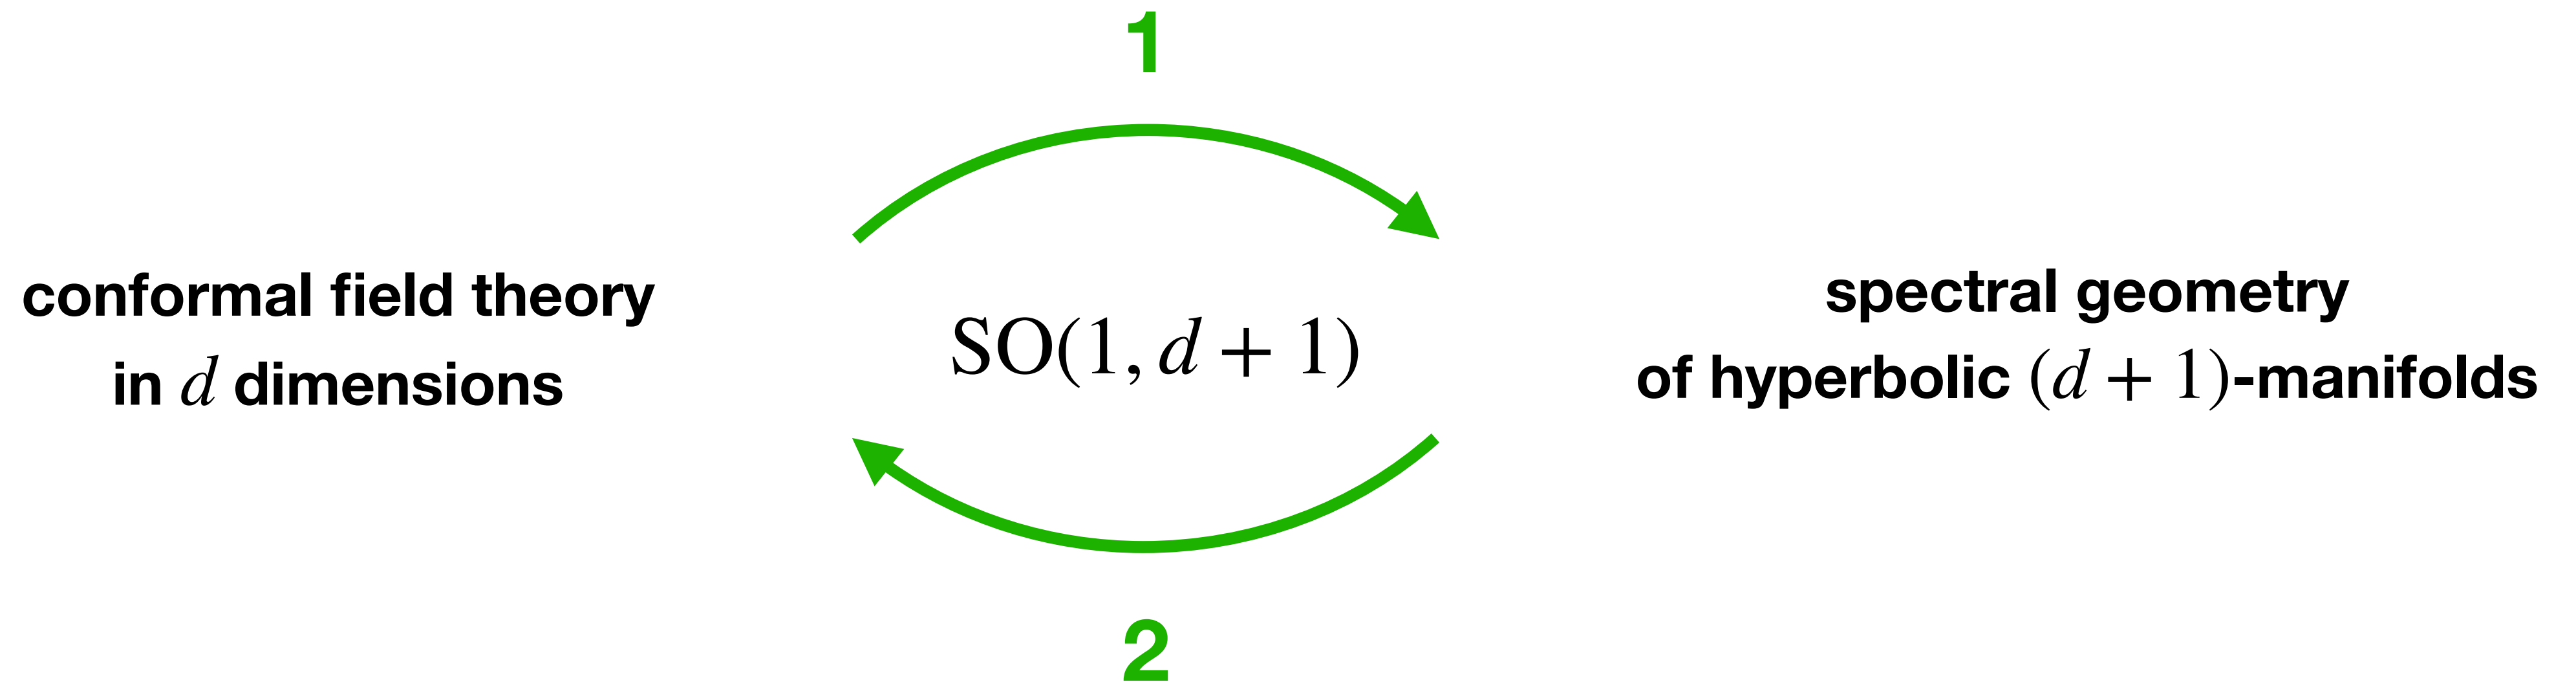 1
conformal field theory
in d dimensions
SO(1, d + 1)
spectral geometry
of hyperbolic (d + 1)-manifolds
2